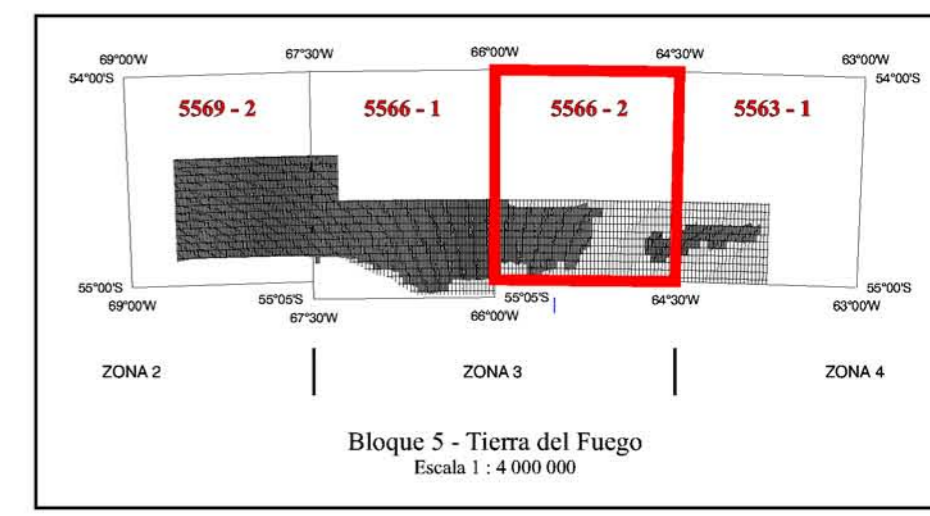 69°00'W 67°30'W 66°00'W 64°30'W 63°00'W
54°00'S 54°00'S
5569 - 2 5566 - 1 5566 - 2 5563 - 1
55°00'S 55°05'S 55°05'S 55°00'S
69°00'W 67°30'W 66°00'W 64°30'W 63°00'W
ZONA 2 ZONA 3 ZONA 4
Bloque 5 - Tierra del Fuego
Escala 1 : 4 000 000